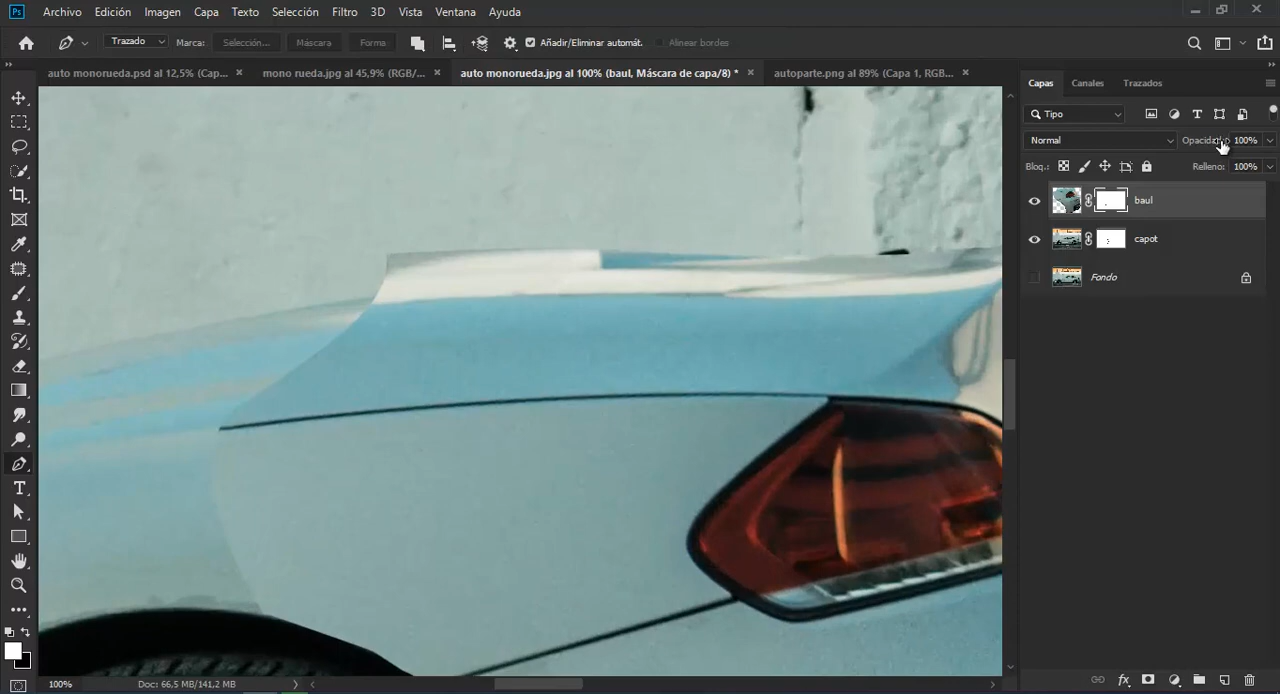 Ps Archivo Edición Imagen Capa Texto Selección Filtro 3D Vista Ventana Ayuda
Trazado Marca: Selección... Máscara Forma Añadir/Eliminar automát. Alinear bordes
auto monorueda.psd al 12,5% (Cap... × mono rueda.jpg al 45,9% (RGB/... × auto monorueda.jpg al 100% (baul, Máscara de capa/8) * × autoparte.png al 89% (Capa 1, RGB... ×
Capas Canales Trazados
Tipo
Normal Opacidad: 100%
Bloq.: Relleno: 100%
baul
capot
Fondo
100% Doc: 66,5 MB/141,2 MB